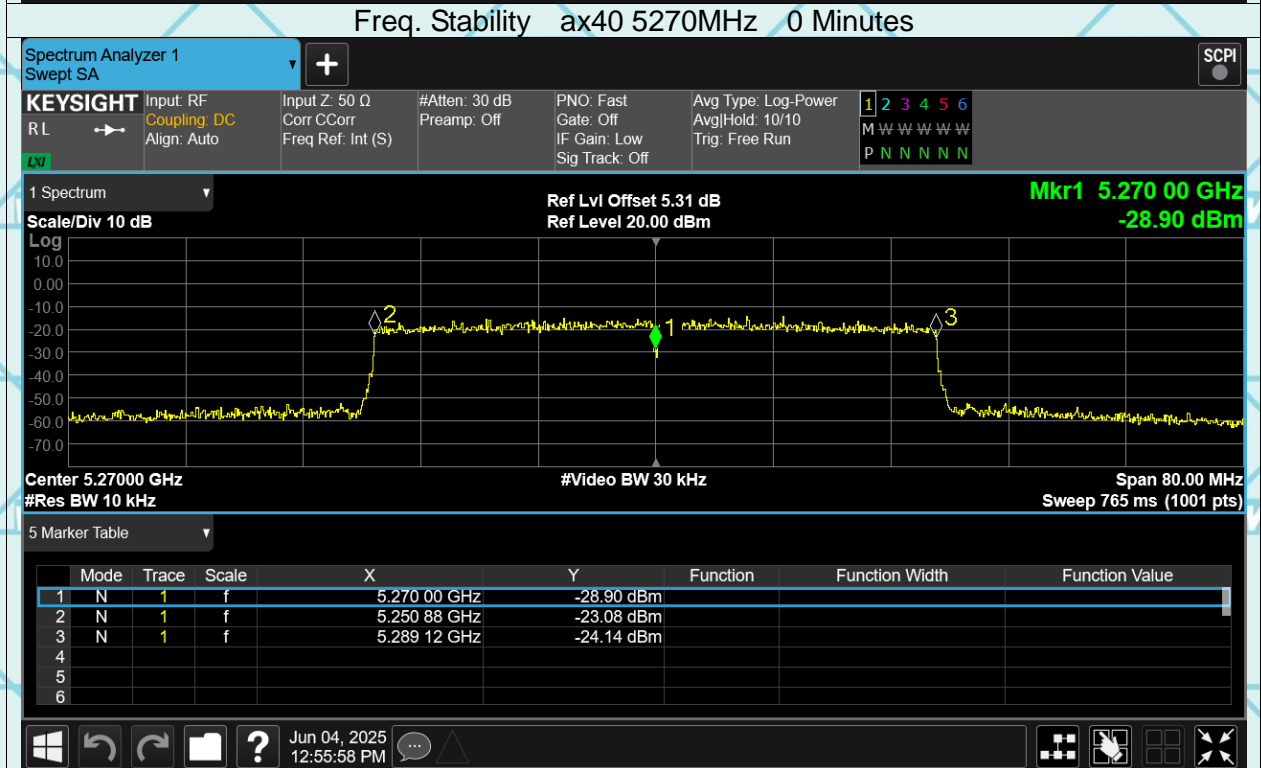 Freq. Stability ax40 5270MHz 0 Minutes
Spectrum Analyzer 1
Swept SA
+
SCPI
KEYSIGHT
RL
LXI
Input: RF
Coupling: DC
Align: Auto
Input Z: 50 Ω
Corr CCorr
Freq Ref: Int (S)
#Atten: 30 dB
Preamp: Off
PNO: Fast
Gate: Off
IF Gain: Low
Sig Track: Off
Avg Type: Log-Power
Avg|Hold: 10/10
Trig: Free Run
1 2 3 4 5 6
M W W W W W W
P N N N N N N
1 Spectrum
Scale/Div 10 dB
Ref Lvl Offset 5.31 dB
Ref Level 20.00 dBm
Mkr1 5.270 00 GHz
-28.90 dBm
Log
10.0
0.00
-10.0
-20.0
-30.0
-40.0
-50.0
-60.0
-70.0
2
1
3
Center 5.27000 GHz
#Video BW 30 kHz
Span 80.00 MHz
#Res BW 10 kHz
Sweep 765 ms (1001 pts)
5 Marker Table
Mode Trace Scale X Y Function Function Width Function Value
1 N 1 f 5.270 00 GHz -28.90 dBm
2 N 1 f 5.250 88 GHz -23.08 dBm
3 N 1 f 5.289 12 GHz -24.14 dBm
4
5
6
?
Jun 04, 2025
12:55:58 PM